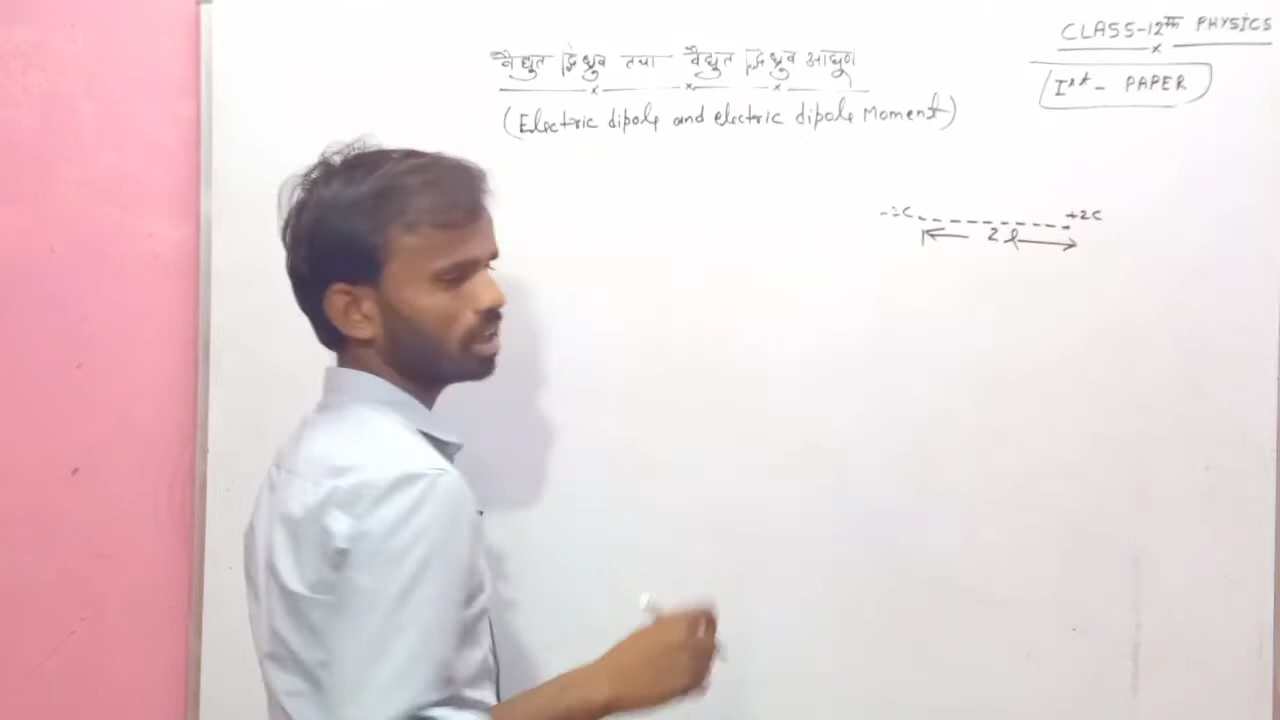 CLASS-12th PHYSICS
Ist - PAPER
वैद्युत द्विध्रुव तथा वैद्युत द्विध्रुव आघूर्ण
(Electric dipole and electric dipole Moment)
+2C
2l